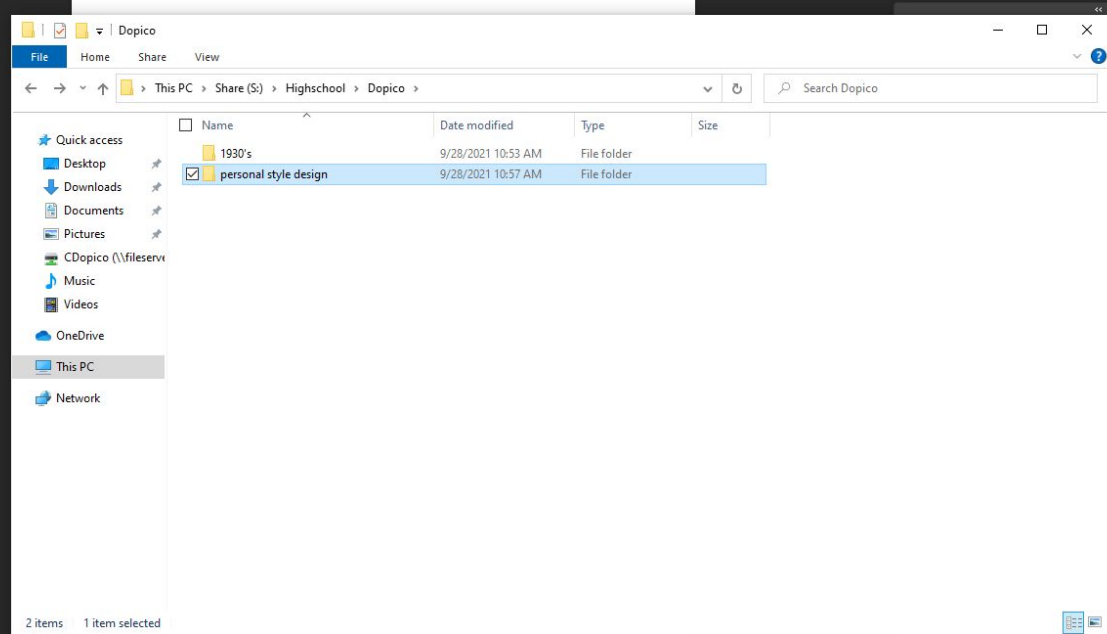 Dopico
File Home Share View
This PC > Share (S:) > Highschool > Dopico >
Search Dopico
Name Date modified Type Size
Quick access
1930's 9/28/2021 10:53 AM File folder
Desktop
personal style design 9/28/2021 10:57 AM File folder
Downloads
Documents
Pictures
CDopico (\\fileserve
Music
Videos
OneDrive
This PC
Network
2 items 1 item selected